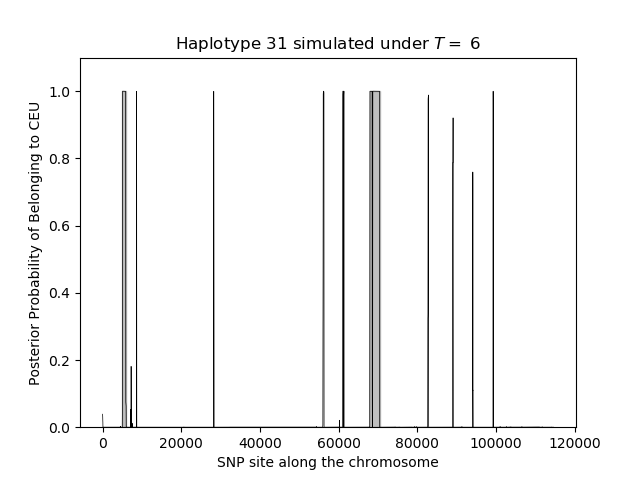 Haplotype 31 simulated under T = 6
Posterior Probability of Belonging to CEU
1.0
0.8
0.6
0.4
0.2
0.0
0 20000 40000 60000 80000 100000 120000
SNP site along the chromosome